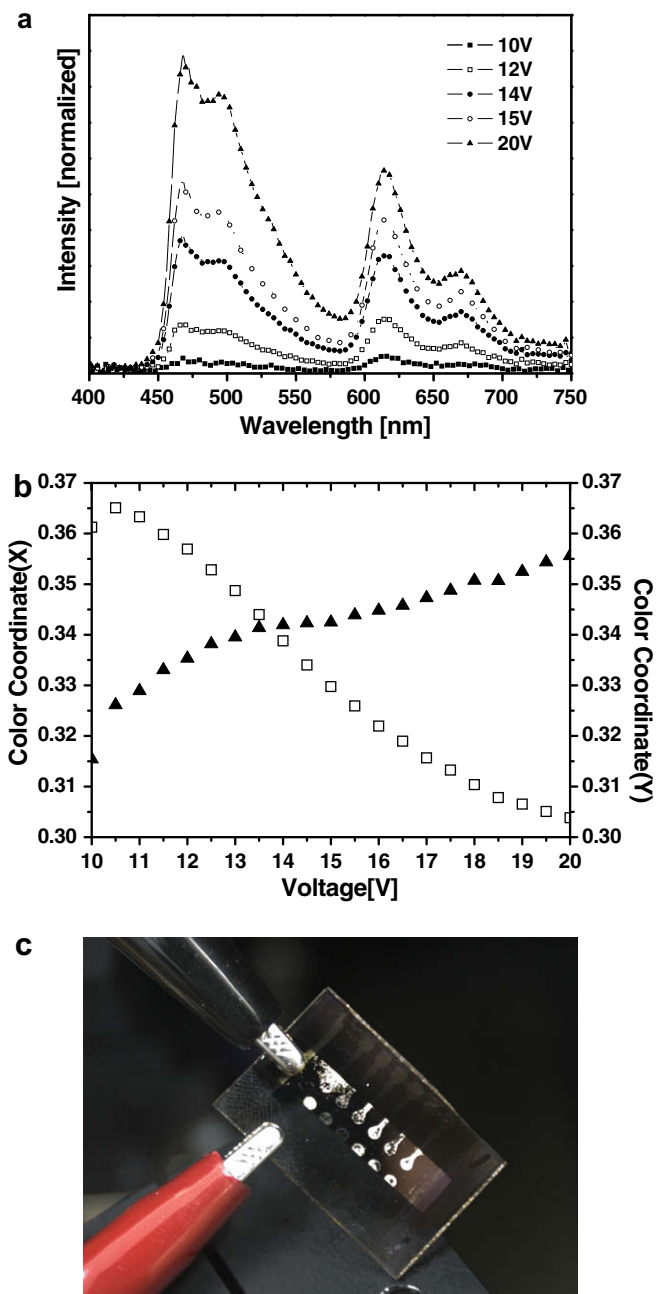 a
Intensity [normalized]
10V
12V
14V
15V
20V
400 450 500 550 600 650 700 750
Wavelength [nm]
b
Color Coordinate(X)
0.37
0.36
0.35
0.34
0.33
0.32
0.31
0.30
0.37
0.36
0.35
0.34
0.33
0.32
0.31
0.30
Color Coordinate(Y)
10 11 12 13 14 15 16 17 18 19 20
Voltage[V]
c